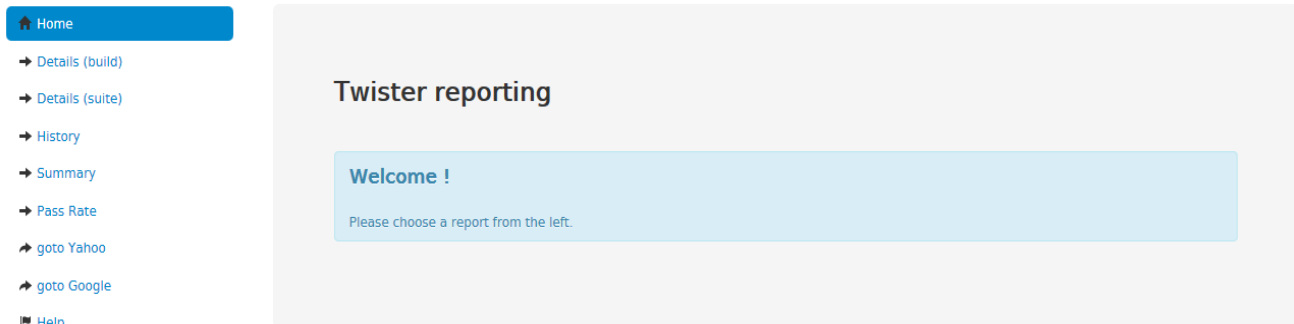 Home
Details (build)
Details (suite)
History
Summary
Pass Rate
goto Yahoo
goto Google
Help
Twister reporting
Welcome !
Please choose a report from the left.